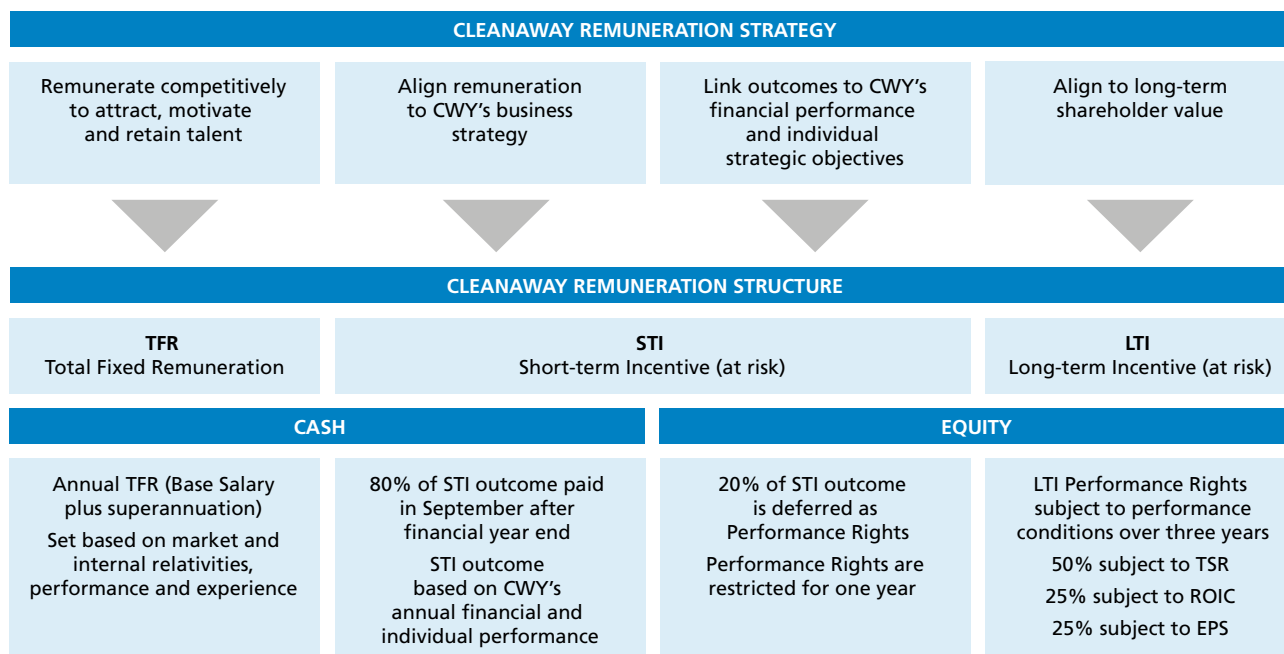 CLEANAWAY REMUNERATION STRATEGY
Remunerate competitively
to attract, motivate
and retain talent
Align remuneration
to CWY's business
strategy
Link outcomes to CWY's
financial performance
and individual
strategic objectives
Align to long-term
shareholder value
CLEANAWAY REMUNERATION STRUCTURE
TFR
Total Fixed Remuneration
STI
Short-term Incentive (at risk)
LTI
Long-term Incentive (at risk)
CASH
EQUITY
Annual TFR (Base Salary
plus superannuation)
Set based on market and
internal relativities,
performance and experience
80% of STI outcome paid
in September after
financial year end
STI outcome
based on CWY's
annual financial and
individual performance
20% of STI outcome
is deferred as
Performance Rights
Performance Rights are
restricted for one year
LTI Performance Rights
subject to performance
conditions over three years
50% subject to TSR
25% subject to ROIC
25% subject to EPS